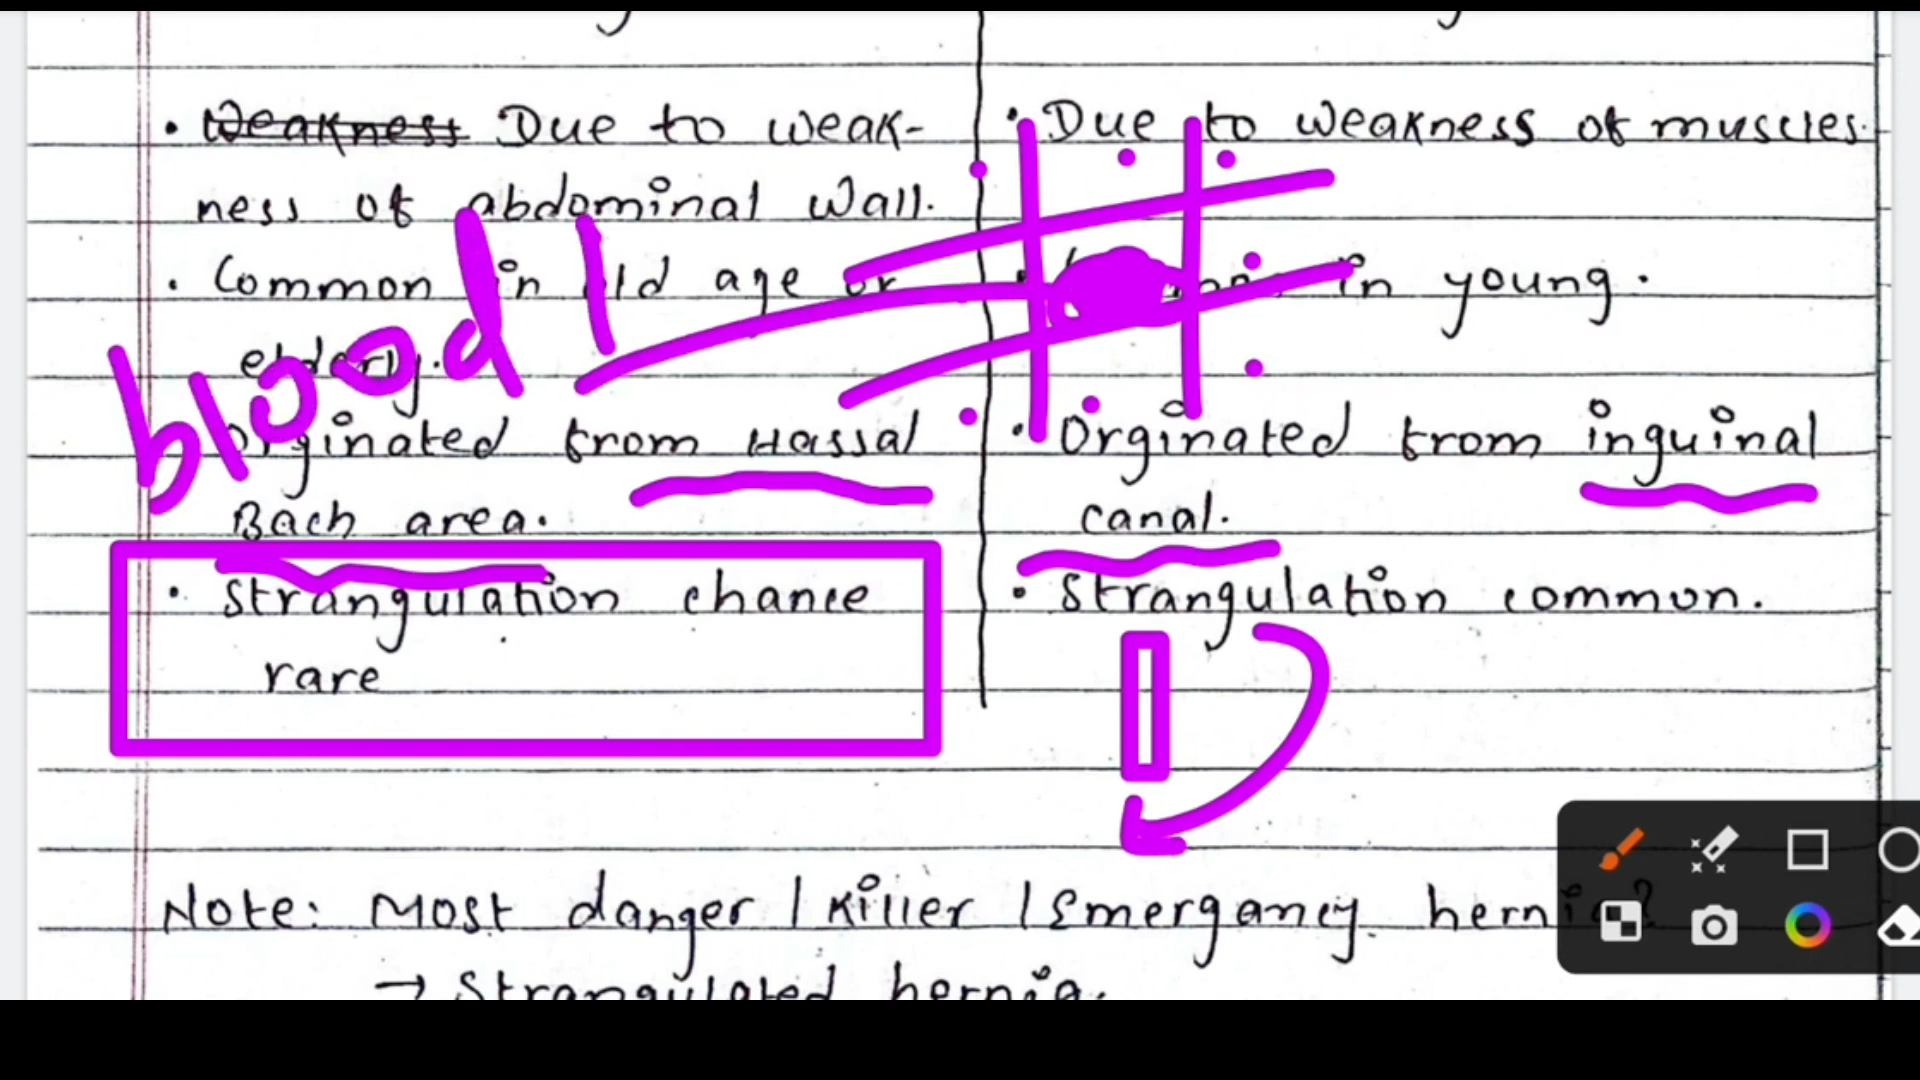 • Weakness Due to weak-
ness of abdominal wall.
• Common in old age or
elderly.
Orginated from Hassal
Bach area.
• Strangulation chance
rare
• Due to weakness of muscles.
• in young.
• Orginated from inguinal
canal.
• Strangulation common.
blood
Note: Most danger / Killer / Emergancy hernia?
→ Strangulated hernia.